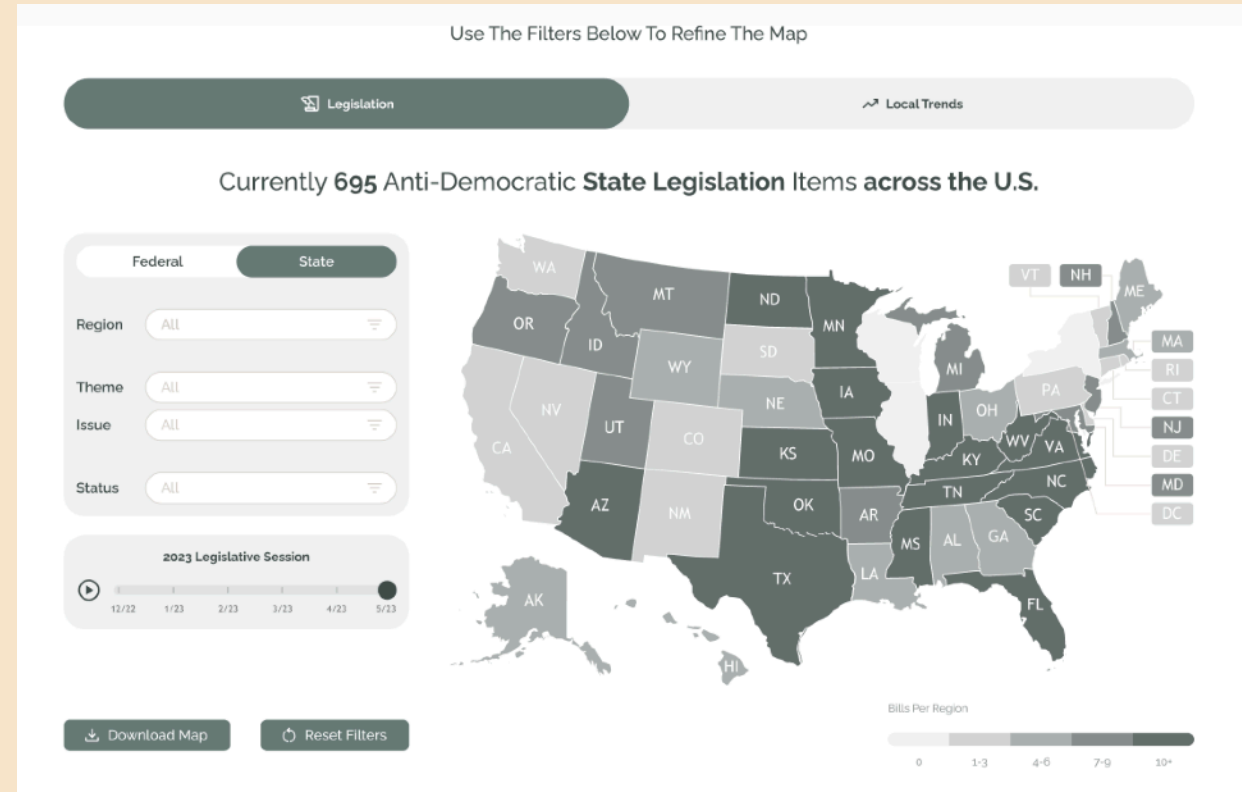 Use The Filters Below To Refine The Map
Legislation
Local Trends
Currently 695 Anti-Democratic State Legislation Items across the U.S.
Federal
State
Region
All
Theme
All
Issue
All
Status
All
2023 Legislative Session
12/22
1/23
2/23
3/23
4/23
5/23
Download Map
Reset Filters
WA
OR
CA
NV
ID
MT
WY
UT
CO
AZ
NM
ND
SD
NE
KS
OK
TX
MN
IA
MO
AR
LA
MI
IN
OH
KY
TN
MS
AL
GA
FL
SC
NC
VA
WV
PA
ME
AK
HI
VT
NH
MA
RI
CT
NJ
DE
MD
DC
Bills Per Region
0
1-3
4-6
7-9
10+